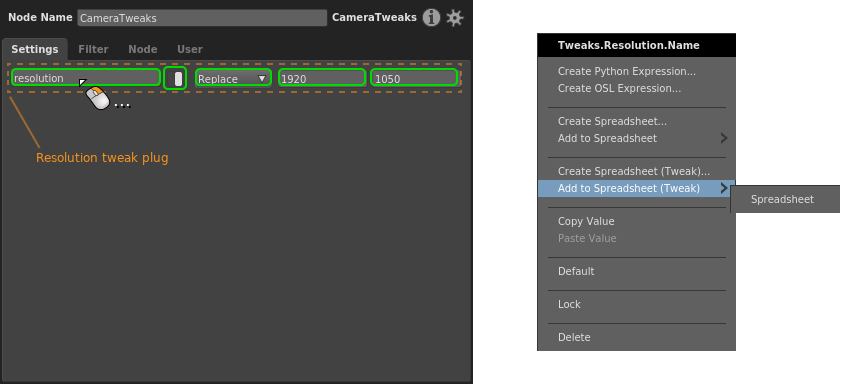 Node Name CameraTweaks CameraTweaks
Settings Filter Node User
resolution Replace 1920 1050
...
Resolution tweak plug
Tweaks.Resolution.Name
Create Python Expression...
Create OSL Expression...
Create Spreadsheet...
Add to Spreadsheet
Create Spreadsheet (Tweak)...
Add to Spreadsheet (Tweak)
Spreadsheet
Copy Value
Paste Value
Default
Lock
Delete